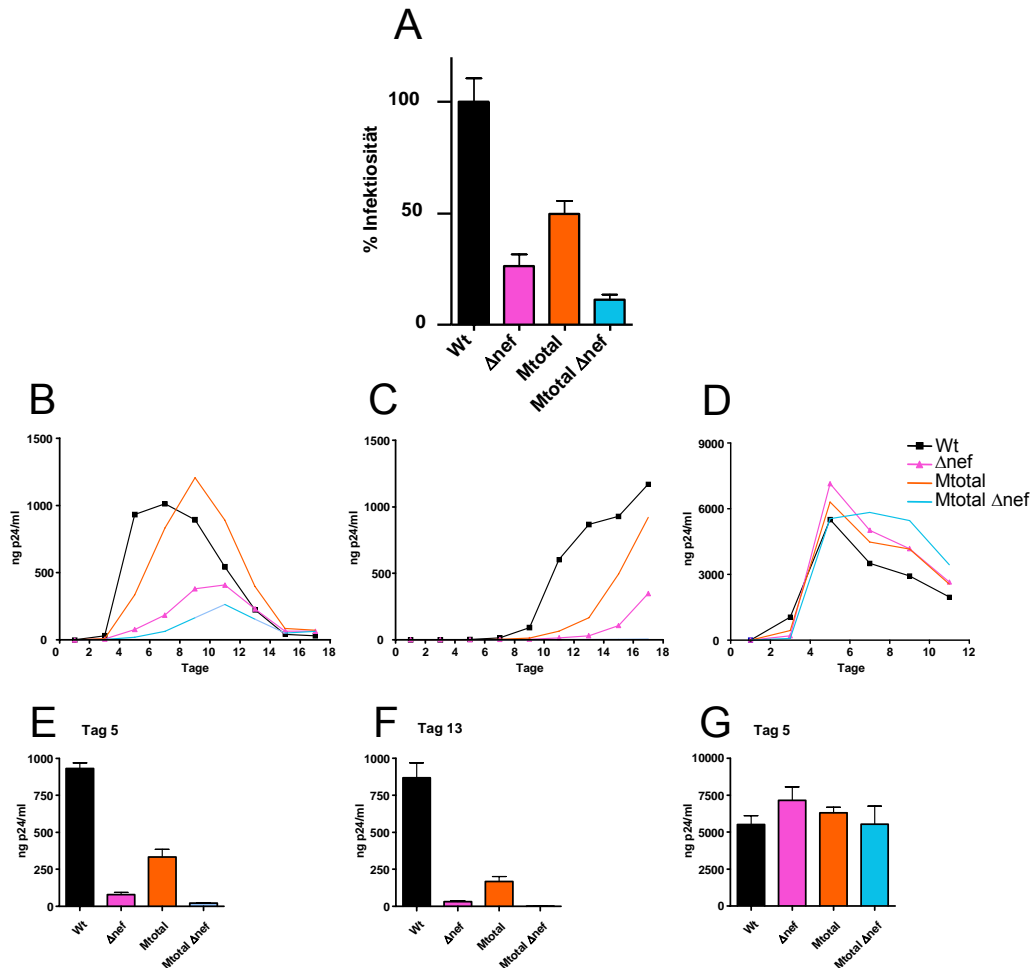 A
% Infektiosität
100
50
0
Wt
Δnef
Mtotal
Mtotal Δnef
B
ng p24/ml
1500
1000
500
0
0 2 4 6 8 10 12 14 16 18
Tage
C
ng p24/ml
1500
1000
500
0
0 2 4 6 8 10 12 14 16 18
Tage
D
ng p24/ml
9000
6000
3000
0
0 2 4 6 8 10 12
Tage
Wt
Δnef
Mtotal
Mtotal Δnef
E Tag 5
ng p24/ml
1000
750
500
250
0
Wt
Δnef
Mtotal
Mtotal Δnef
F Tag 13
ng p24/ml
1000
750
500
250
0
Wt
Δnef
Mtotal
Mtotal Δnef
G Tag 5
ng p24/ml
10000
7500
5000
2500
0
Wt
Δnef
Mtotal
Mtotal Δnef